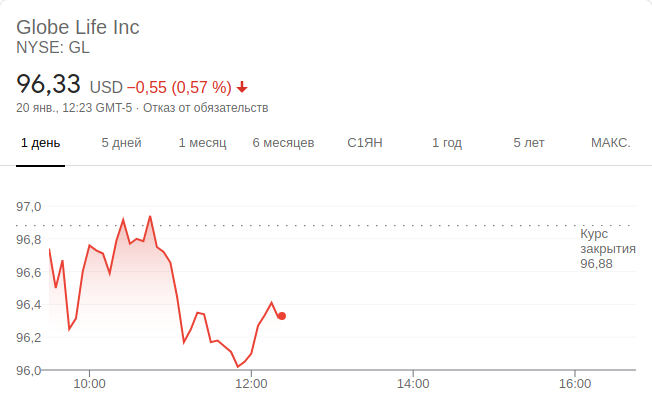 Globe Life Inc
NYSE: GL
96,33 USD −0,55 (0,57 %)
20 янв., 12:23 GMT-5 · Отказ от обязательств
1 день 5 дней 1 месяц 6 месяцев С1ЯН 1 год 5 лет МАКС.
97,0
96,8
96,6
96,4
96,2
96,0
Курс
закрытия
96,88
10:00 12:00 14:00 16:00